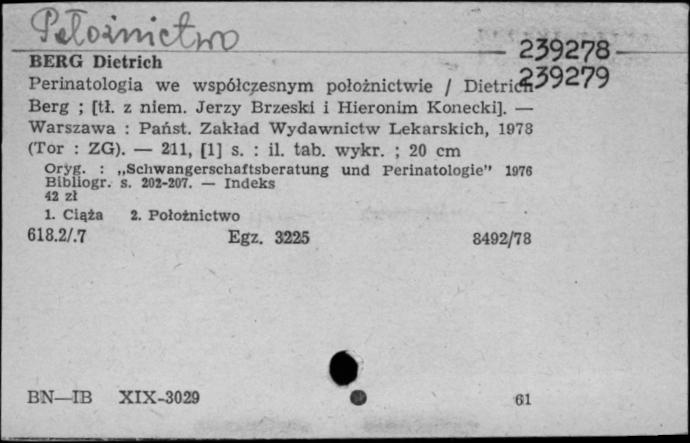 Położnictwo
239278
BERG Dietrich
239279
Perinatologia we współczesnym położnictwie / Dietrich
Berg ; [tł. z niem. Jerzy Brzeski i Hieronim Konecki]. —
Warszawa : Państ. Zakład Wydawnictw Lekarskich, 1978
(Tor : ZG). — 211, [1] s. : il. tab. wykr. ; 20 cm
Oryg. : „Schwangerschaftsberatung und Perinatologie” 1976
Bibliogr. s. 202-207. — Indeks
42 zł
1. Ciąża 2. Położnictwo
618.2/.7 Egz. 3225 8492/78
BN—IB XIX-3029 61